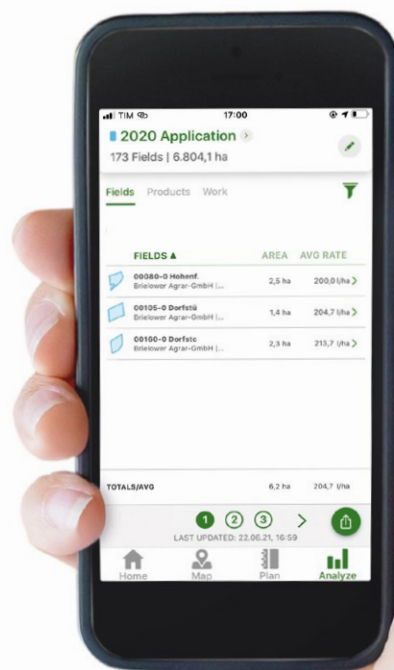 TIM 17:00
2020 Application
173 Fields | 6.804,1 ha
Fields Products Work
FIELDS ▲ AREA AVG RATE
00080-0 Hohenf.
Brielower Agrar-GmbH |... 2,5 ha 200,0 l/ha >
00105-0 Dorfstü
Brielower Agrar-GmbH |... 1,4 ha 204,7 l/ha >
00100-0 Dorfstc
Brielower Agrar-GmbH |... 2,3 ha 213,7 l/ha >
TOTALS/AVG 6,2 ha 204,7 l/ha
1 2 3 >
LAST UPDATED: 22.06.21, 16:59
Home Map Plan Analyze